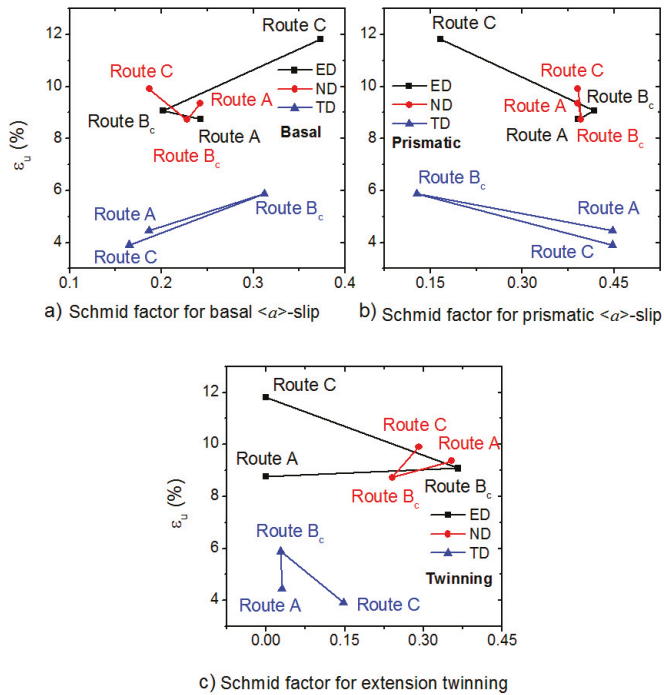 Route C
12
10
8
6
4
εu (%)
Route C
Route A
Route Bc
Route Bc
Route A
ED
ND
TD
Basal
Route A
Route Bc
Route C
0.1
0.2
0.3
0.4
a) Schmid factor for basal <a>-slip
Route C
12
10
8
6
4
ED
ND
TD
Prismatic
Route C
Route Bc
Route A
Route A
Route Bc
Route Bc
Route A
Route C
0.15
0.30
0.45
b) Schmid factor for prismatic <a>-slip
12
10
8
6
4
εu (%)
Route C
Route C
Route A
Route A
Route Bc
Route Bc
ED
ND
TD
Twinning
Route Bc
Route A
Route C
0.00
0.15
0.30
0.45
c) Schmid factor for extension twinning